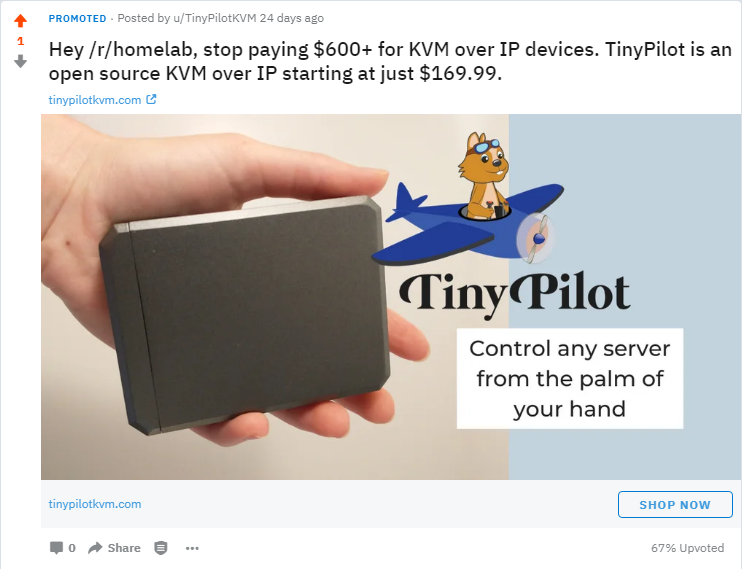 PROMOTED · Posted by u/TinyPilotKVM 24 days ago
1
Hey /r/homelab, stop paying $600+ for KVM over IP devices. TinyPilot is an
open source KVM over IP starting at just $169.99.
tinypilotkvm.com
TinyPilot
Control any server
from the palm of
your hand
tinypilotkvm.com
SHOP NOW
0 Share
67% Upvoted